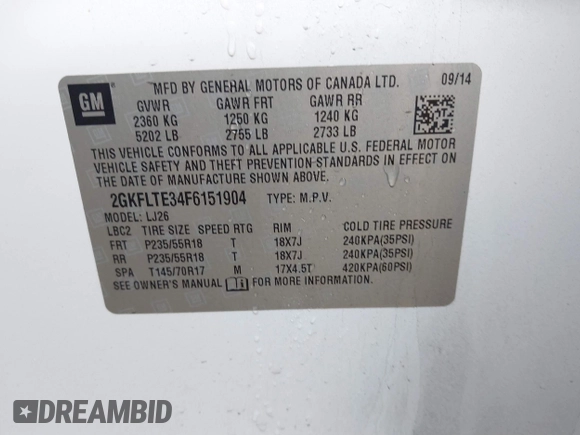 GM
MFD BY GENERAL MOTORS OF CANADA LTD. 09/14
GVWR GAWR FRT GAWR RR
2360 KG 1250 KG 1240 KG
5202 LB 2755 LB 2733 LB
THIS VEHICLE CONFORMS TO ALL APPLICABLE U.S. FEDERAL MOTOR
VEHICLE SAFETY AND THEFT PREVENTION STANDARDS IN EFFECT ON
THE DATE OF MANUFACTURE SHOWN ABOVE.
2GKFLTE34F6151904 TYPE: M.P.V.
MODEL: LJ26
LBC2 TIRE SIZE SPEED RTG RIM COLD TIRE PRESSURE
FRT P235/55R18 T 18X7J 240KPA(35PSI)
RR P235/55R18 T 18X7J 240KPA(35PSI)
SPA T145/70R17 M 17X4.5T 420KPA(60PSI)
SEE OWNER'S MANUAL FOR MORE INFORMATION.
DREAMBID